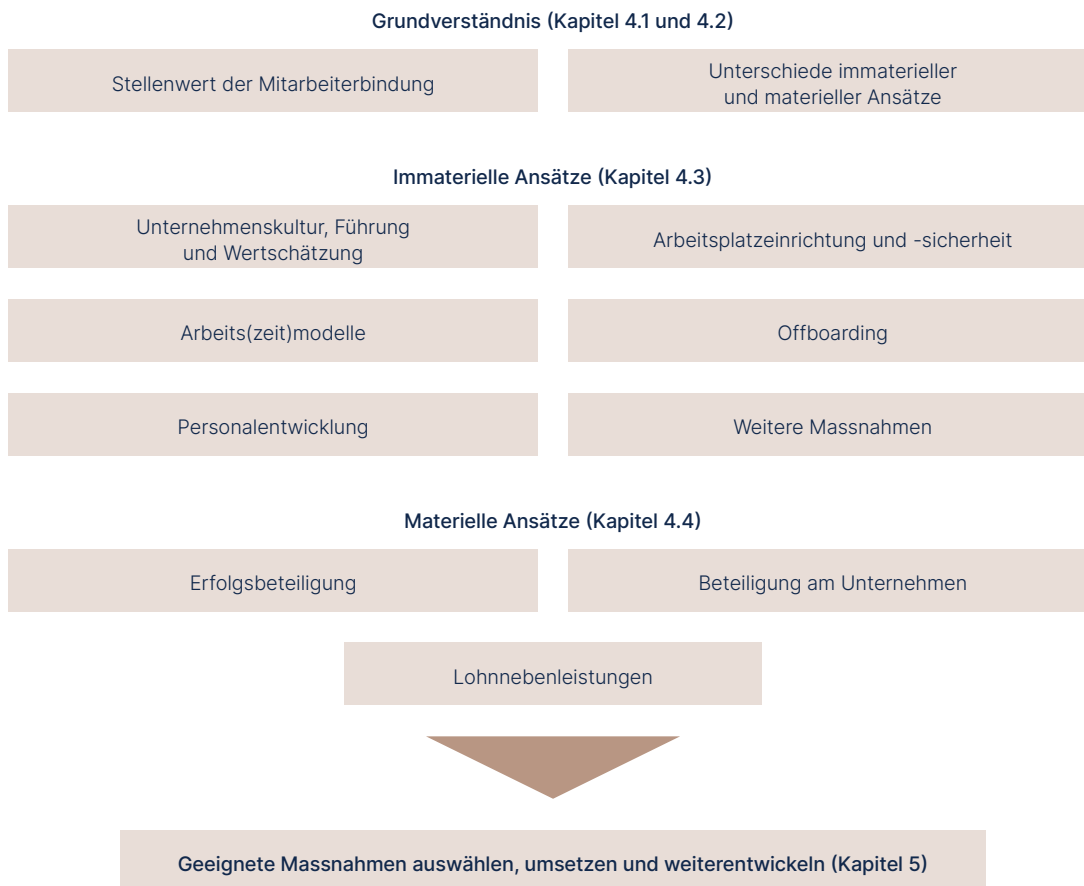 Grundverständnis (Kapitel 4.1 und 4.2)
Stellenwert der Mitarbeiterbindung
Unterschiede immaterieller
und materieller Ansätze
Immaterielle Ansätze (Kapitel 4.3)
Unternehmenskultur, Führung
und Wertschätzung
Arbeitsplatzeinrichtung und -sicherheit
Arbeits(zeit)modelle
Offboarding
Personalentwicklung
Weitere Massnahmen
Materielle Ansätze (Kapitel 4.4)
Erfolgsbeteiligung
Beteiligung am Unternehmen
Lohnnebenleistungen
Geeignete Massnahmen auswählen, umsetzen und weiterentwickeln (Kapitel 5)